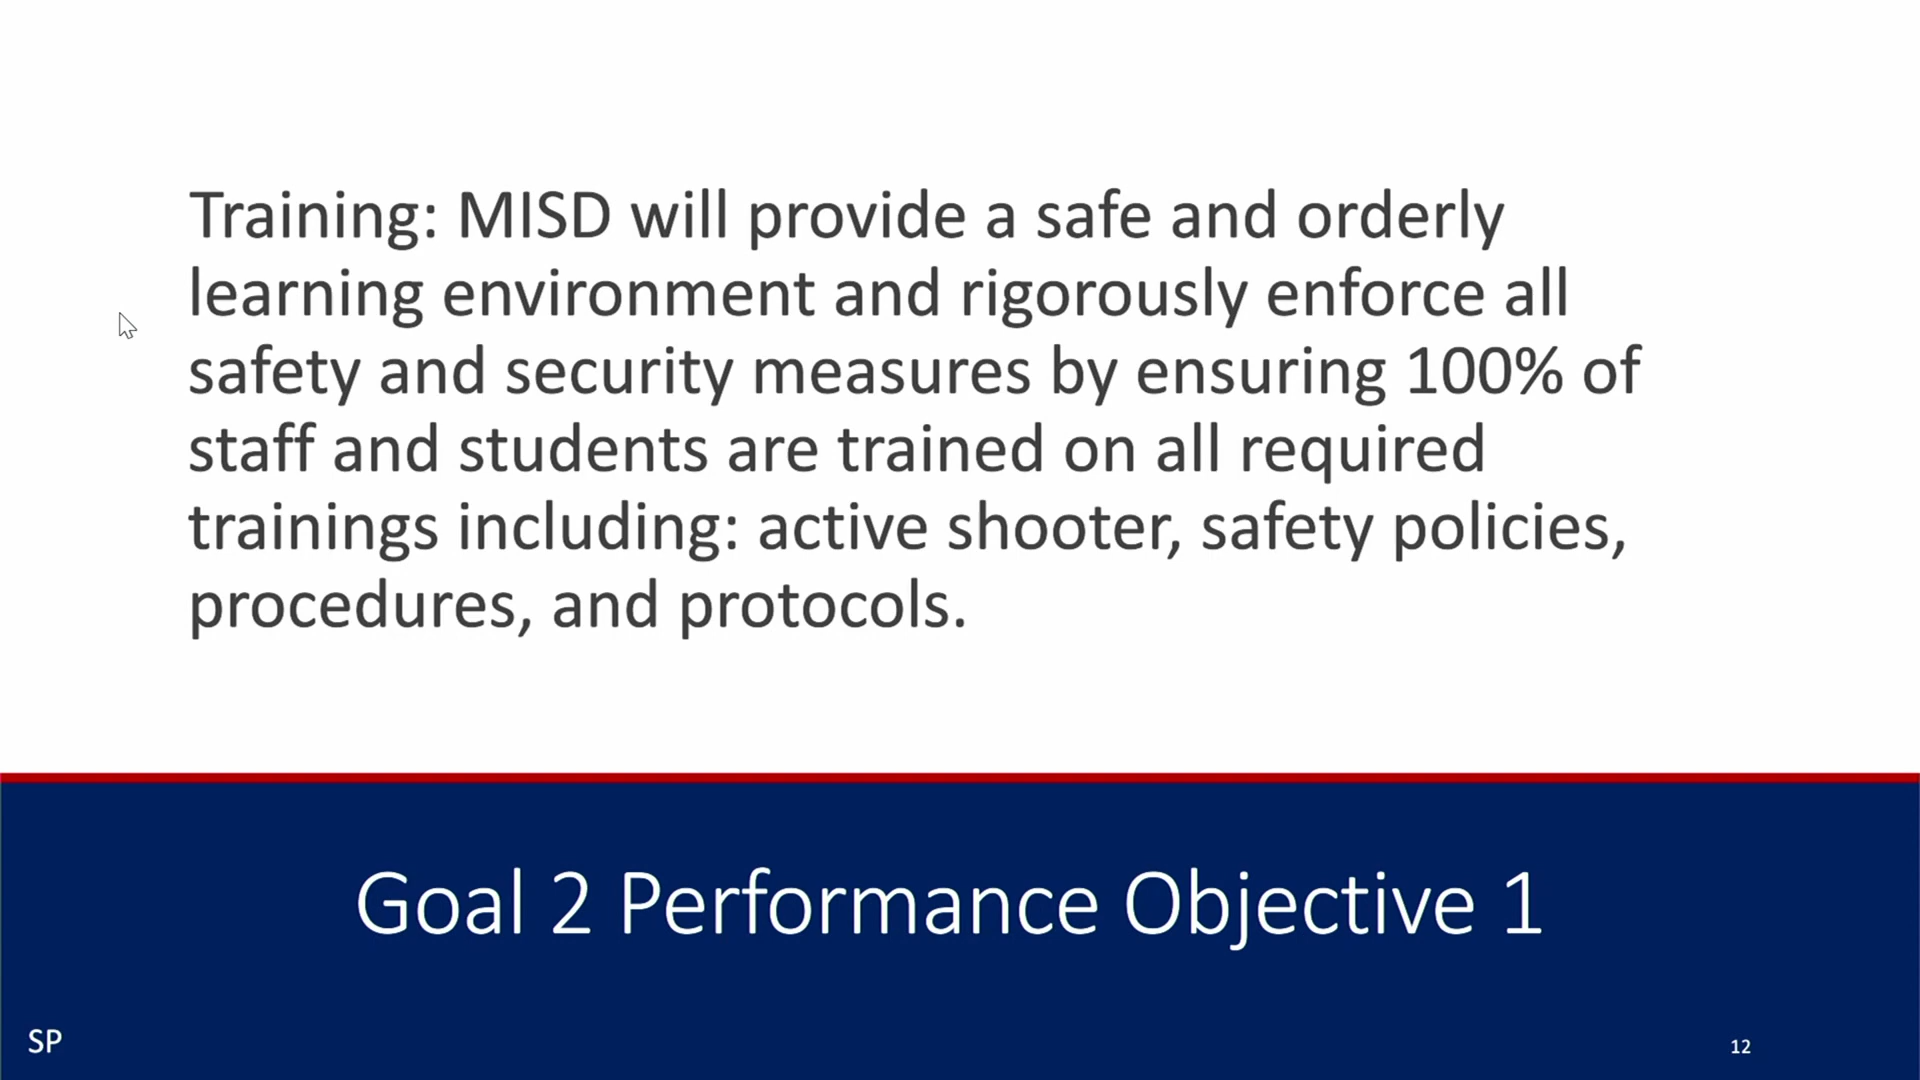 Training: MISD will provide a safe and orderly
learning environment and rigorously enforce all
safety and security measures by ensuring 100% of
staff and students are trained on all required
trainings including: active shooter, safety policies,
procedures, and protocols.
Goal 2 Performance Objective 1
SP
12